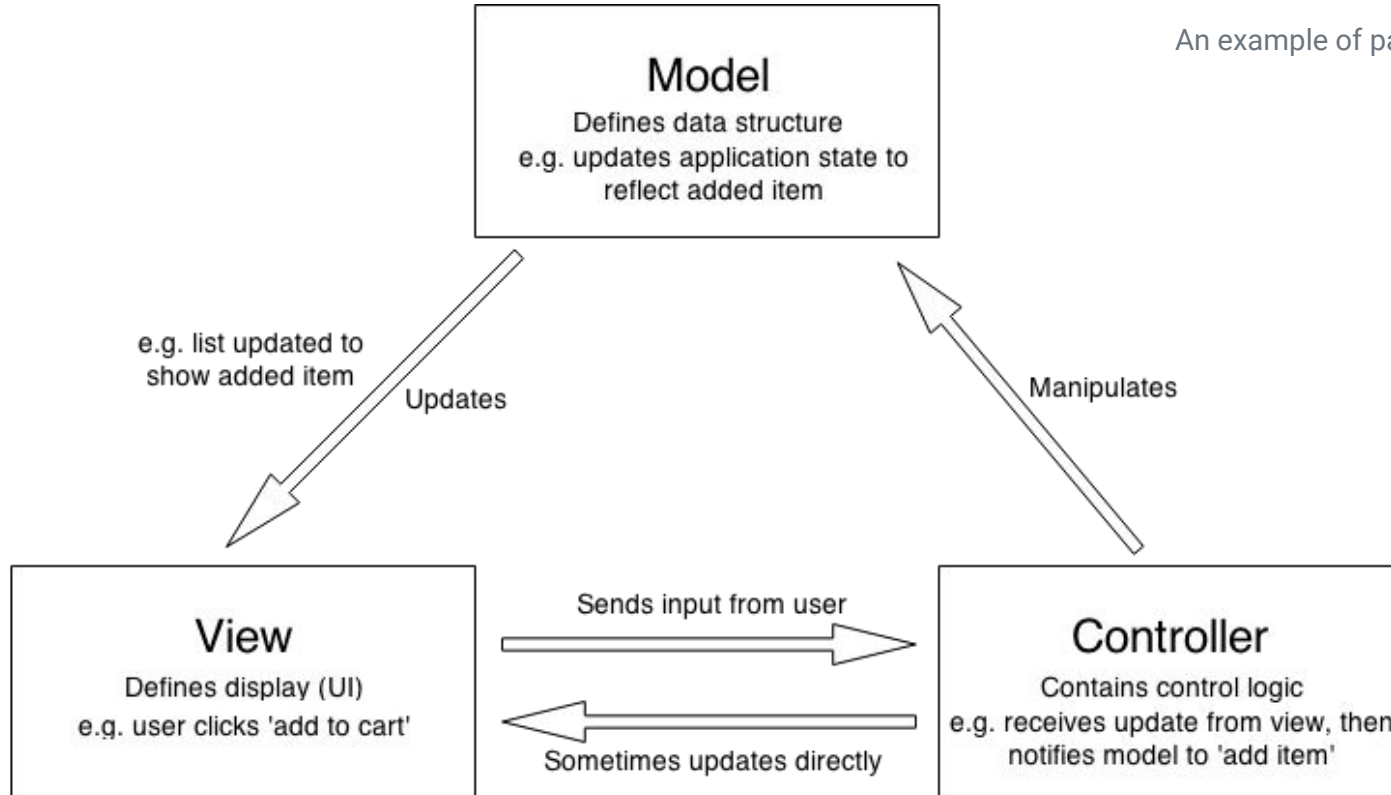 An example of pa
Model
Defines data structure
e.g. updates application state to
reflect added item
e.g. list updated to
show added item
Updates
Manipulates
View
Defines display (UI)
e.g. user clicks 'add to cart'
Sends input from user
Sometimes updates directly
Controller
Contains control logic
e.g. receives update from view, then
notifies model to 'add item'